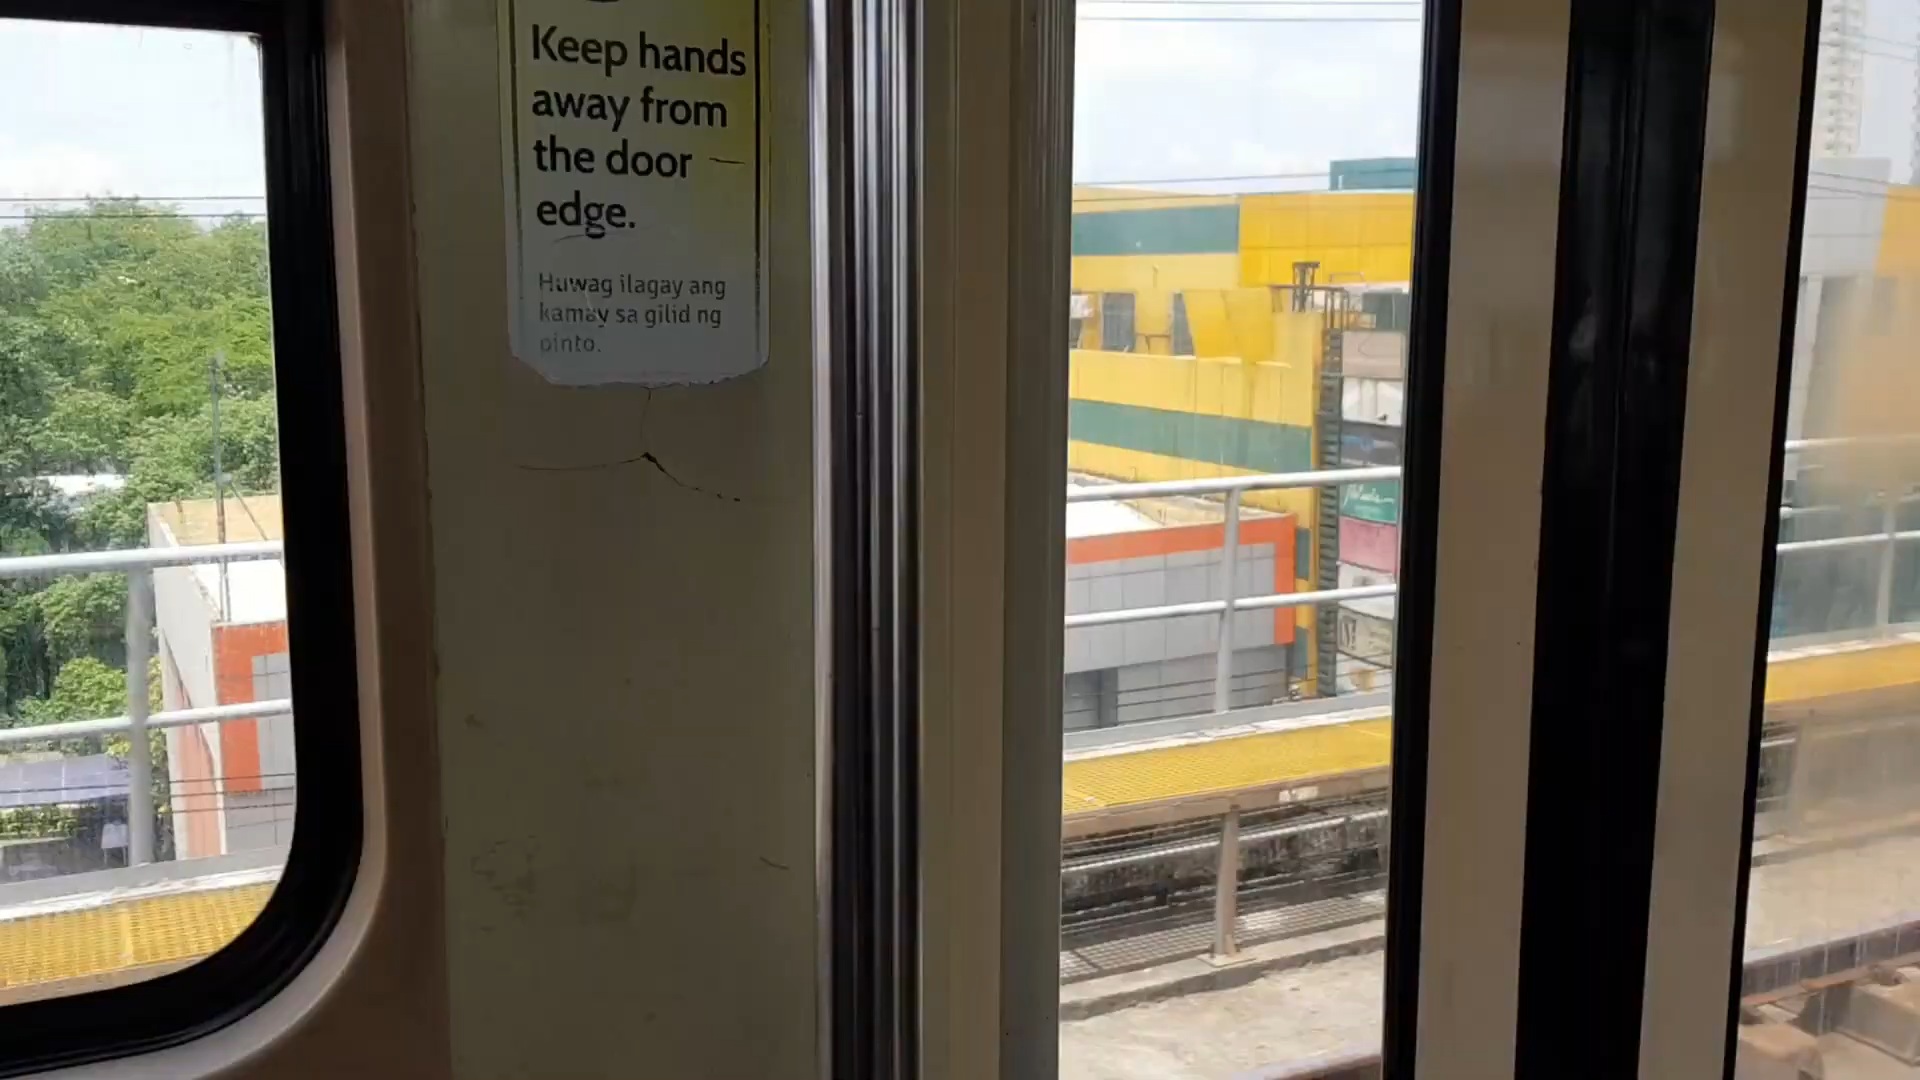 Keep hands
away from
the door
edge.
Huwag ilagay ang
kamay sa gilid ng
pinto.